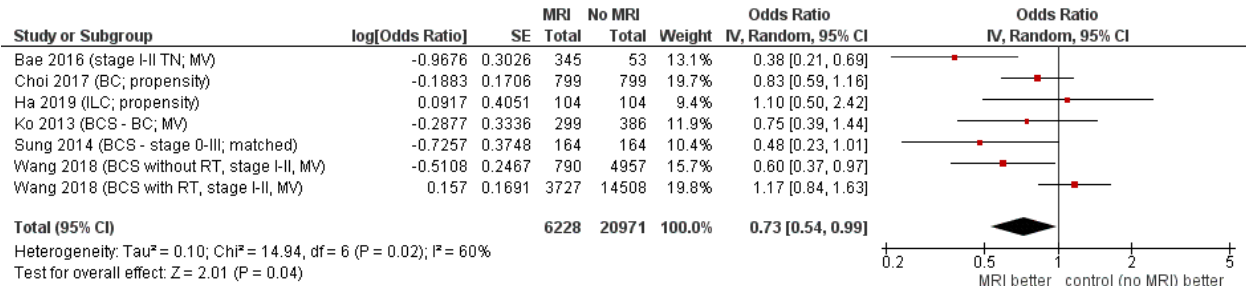 MRI No MRI Odds Ratio Odds Ratio
Study or Subgroup log[Odds Ratio] SE Total Total Weight IV, Random, 95% CI IV, Random, 95% CI
Bae 2016 (stage I-II TN; MV) -0.9676 0.3026 345 53 13.1% 0.38 [0.21, 0.69]
Choi 2017 (BC; propensity) -0.1883 0.1706 799 799 19.7% 0.83 [0.59, 1.16]
Ha 2019 (ILC; propensity) 0.0917 0.4051 104 104 9.4% 1.10 [0.50, 2.42]
Ko 2013 (BCS - BC; MV) -0.2877 0.3336 299 386 11.9% 0.75 [0.39, 1.44]
Sung 2014 (BCS - stage 0-III; matched) -0.7257 0.3748 164 164 10.4% 0.48 [0.23, 1.01]
Wang 2018 (BCS without RT, stage I-II, MV) -0.5108 0.2467 790 4957 15.7% 0.60 [0.37, 0.97]
Wang 2018 (BCS with RT, stage I-II, MV) 0.157 0.1691 3727 14508 19.8% 1.17 [0.84, 1.63]
Total (95% CI) 6228 20971 100.0% 0.73 [0.54, 0.99]
Heterogeneity: Tau² = 0.10; Chi² = 14.94, df = 6 (P = 0.02); I² = 60%
Test for overall effect: Z = 2.01 (P = 0.04)
0.2 0.5 1 2 5
MRI better control (no MRI) better